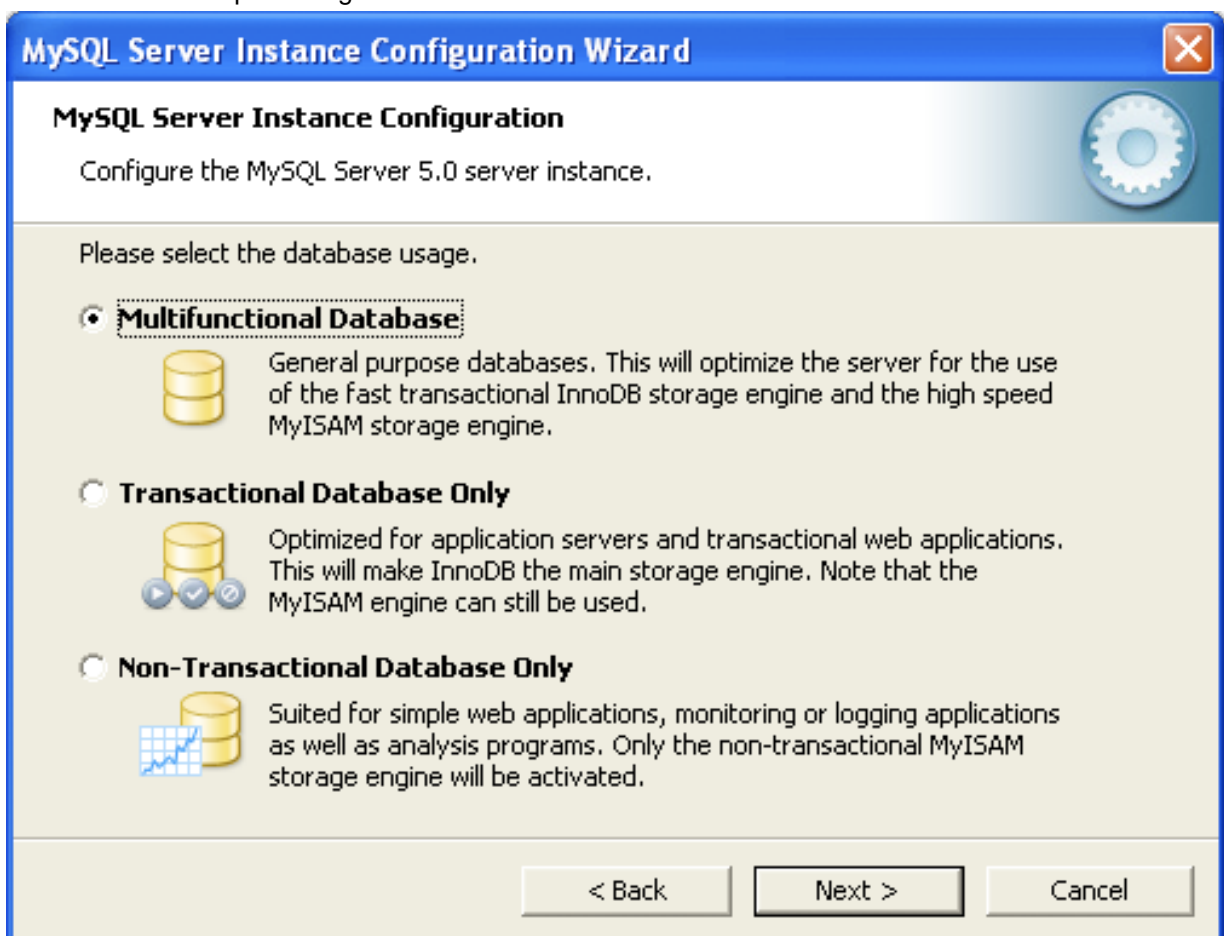 MySQL Server Instance Configuration Wizard
MySQL Server Instance Configuration
Configure the MySQL Server 5.0 server instance.
Please select the database usage.
Multifunctional Database
General purpose databases. This will optimize the server for the use
of the fast transactional InnoDB storage engine and the high speed
MyISAM storage engine.
Transactional Database Only
Optimized for application servers and transactional web applications.
This will make InnoDB the main storage engine. Note that the
MyISAM engine can still be used.
Non-Transactional Database Only
Suited for simple web applications, monitoring or logging applications
as well as analysis programs. Only the non-transactional MyISAM
storage engine will be activated.
< Back
Next >
Cancel